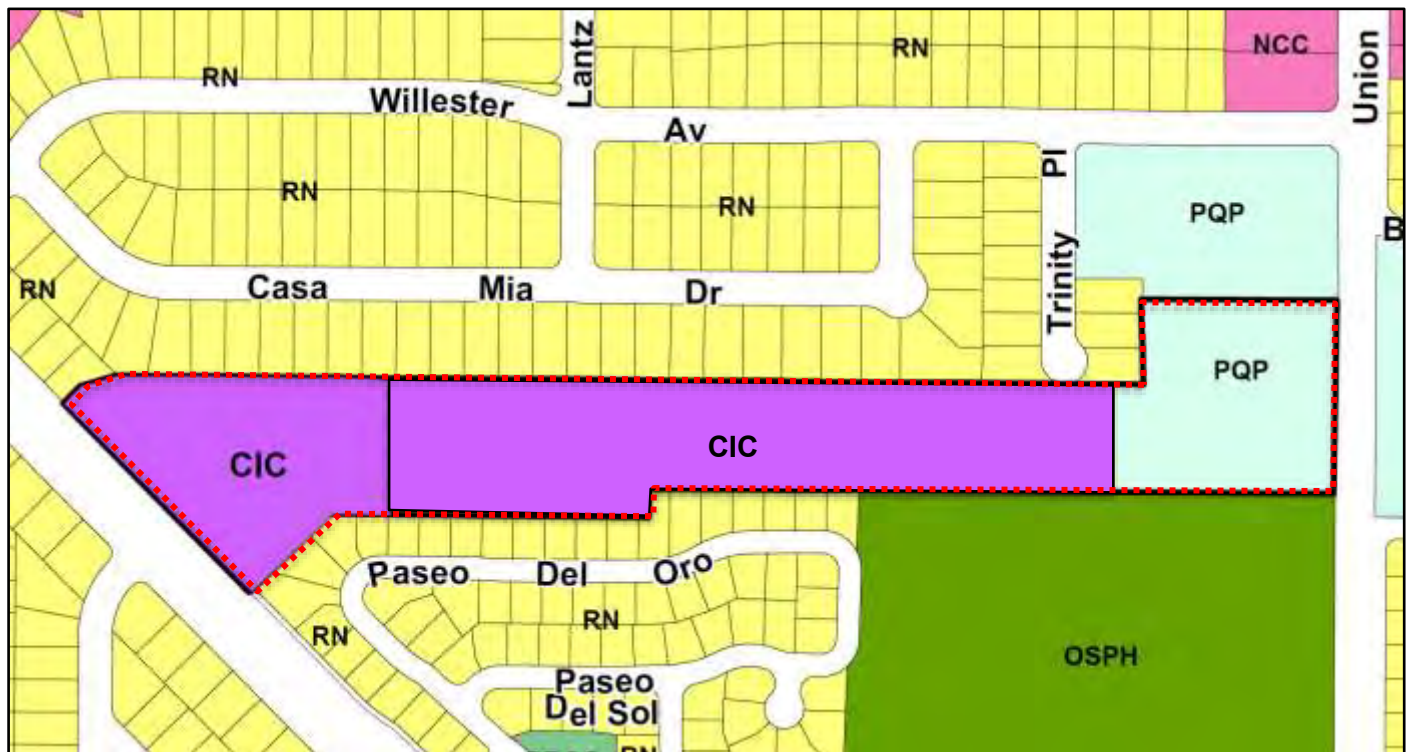 Lantz
Union
NCC
RN
RN
Willester
Av
Pl
RN
RN
PQP
B
Casa
Mia
Dr
RN
Trinity
PQP
CIC
CIC
Paseo
Del
Oro
RN
RN
OSPH
Paseo
Del Sol
RN